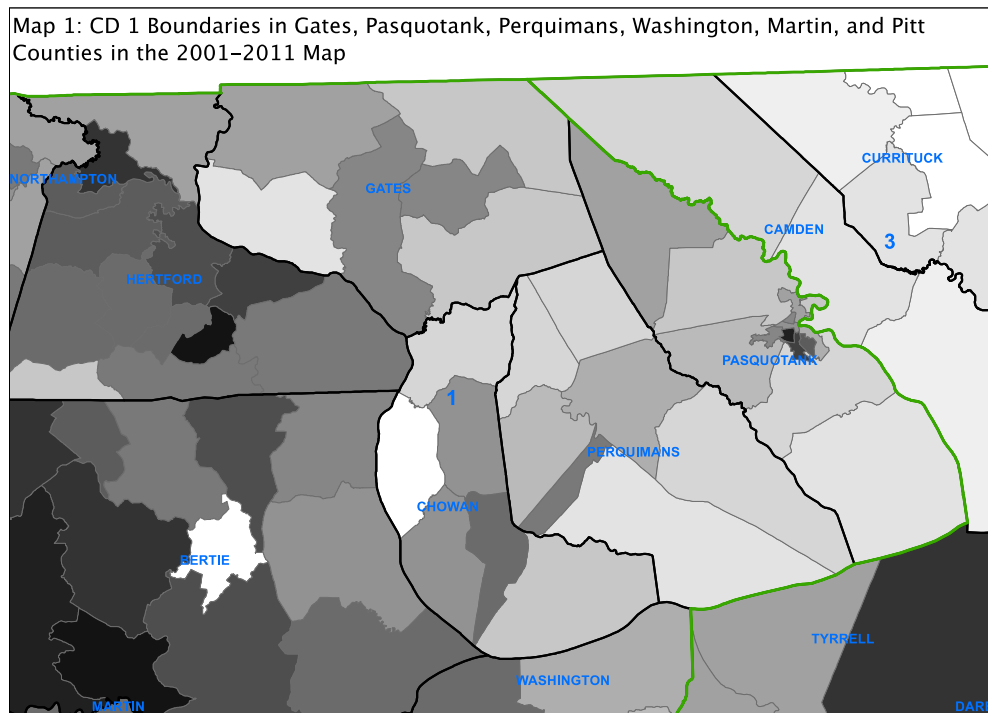 Map 1: CD 1 Boundaries in Gates, Pasquotank, Perquimans, Washington, Martin, and Pitt
Counties in the 2001-2011 Map
CURRITUCK
NORTHAMPTON
GATES
CAMDEN
3
HERTFORD
PASQUOTANK
1
PERQUIMANS
CHOWAN
BERTIE
TYRRELL
WASHINGTON
MARTIN
DARE